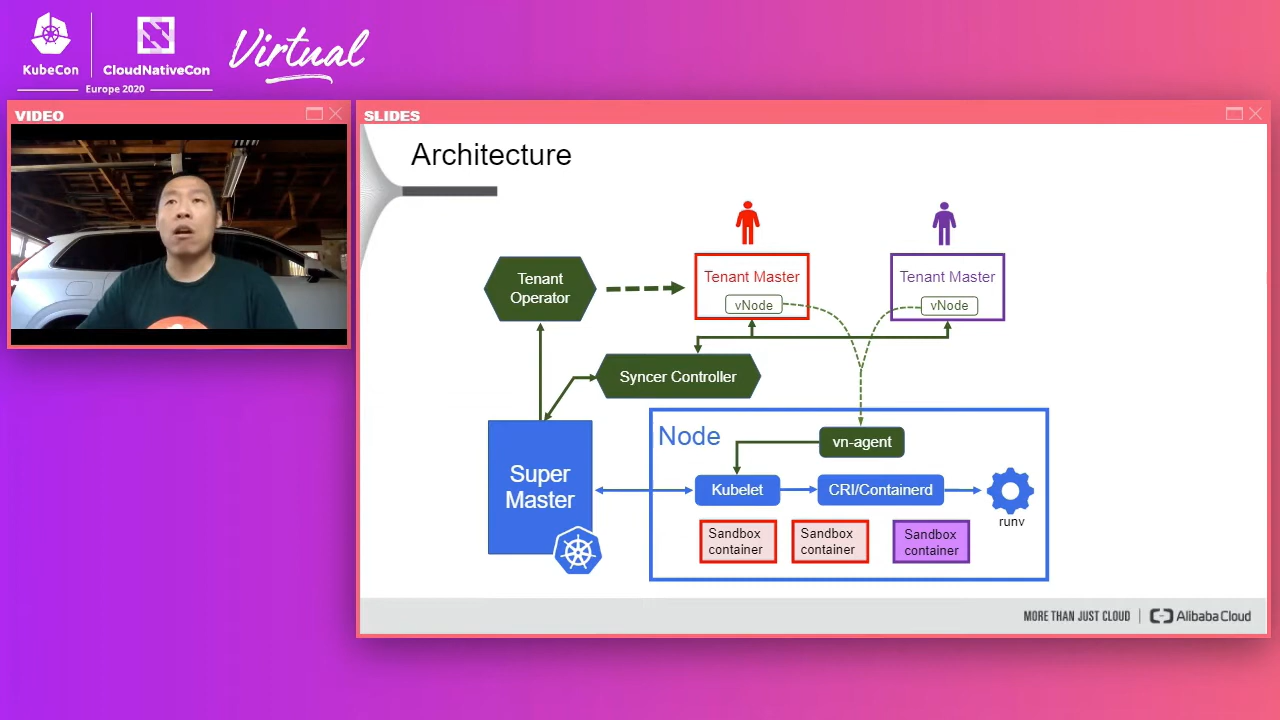 KubeCon
CloudNativeCon
Virtual
Europe 2020
VIDEO
SLIDES
Architecture
Tenant
Operator
Tenant Master
vNode
Tenant Master
vNode
Syncer Controller
Super
Master
Node
vn-agent
Kubelet
CRI/Containerd
runv
Sandbox
container
Sandbox
container
Sandbox
container
MORE THAN JUST CLOUD
Alibaba Cloud